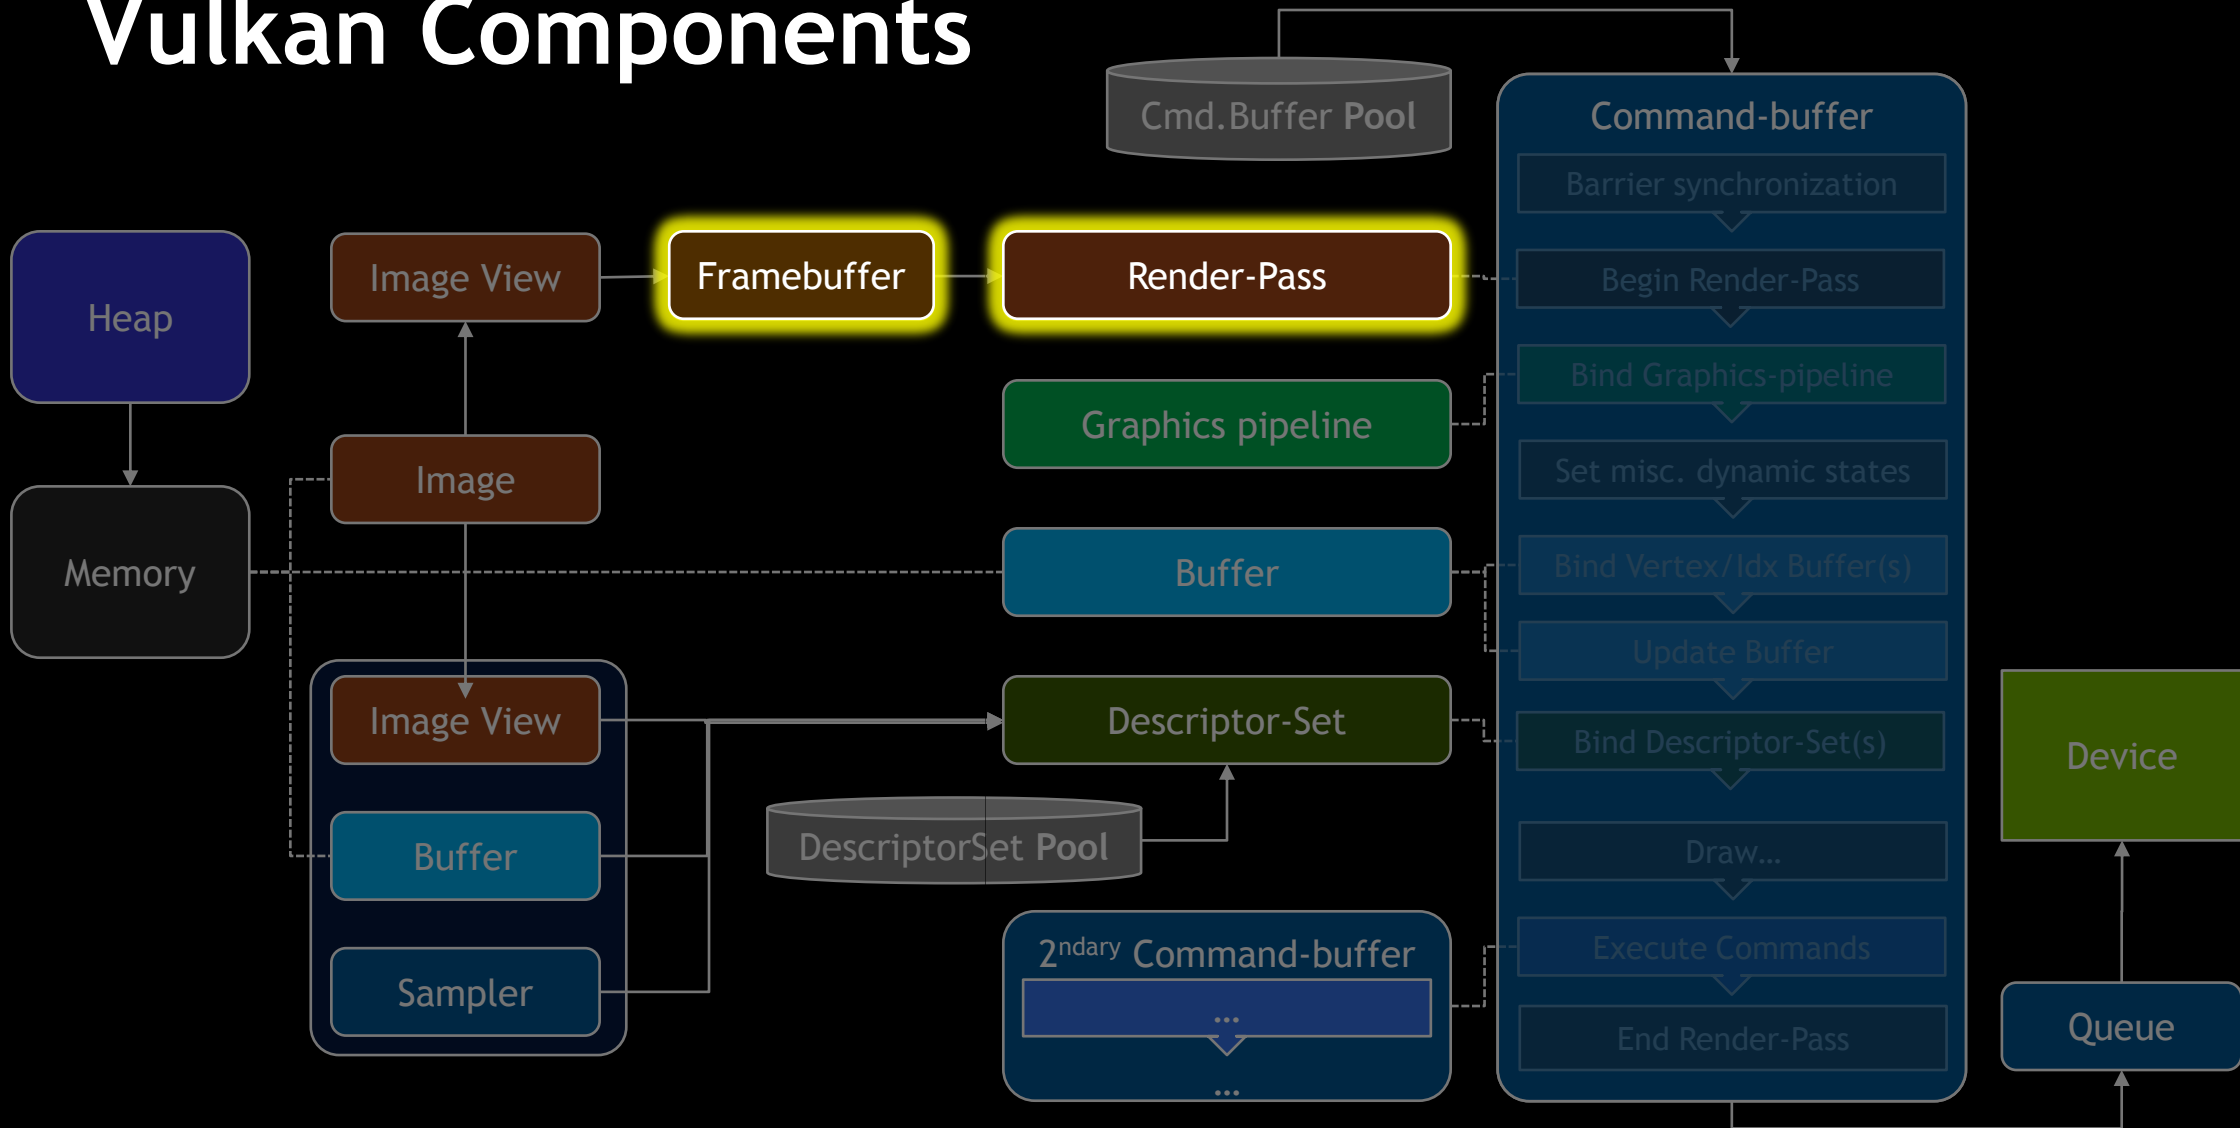 Vulkan Components
Cmd.Buffer Pool
Command-buffer
Barrier synchronization
Begin Render-Pass
Bind Graphics-pipeline
Set misc. dynamic states
Bind Vertex/Idx Buffer(s)
Update Buffer
Bind Descriptor-Set(s)
Draw…
Execute Commands
End Render-Pass
Heap
Memory
Image View
Framebuffer
Render-Pass
Image
Graphics pipeline
Buffer
Image View
Buffer
Sampler
Descriptor-Set
DescriptorSet Pool
2ndary Command-buffer
…
…
Device
Queue